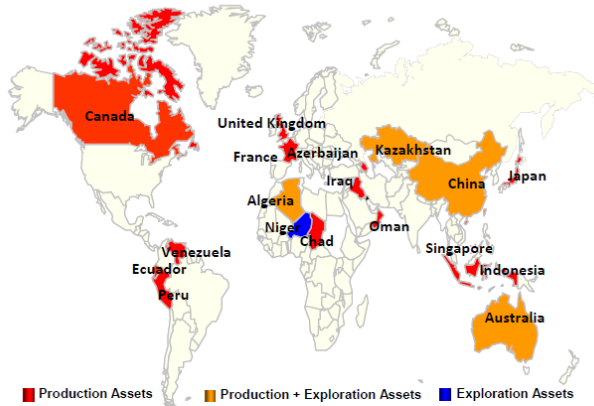 Canada
United Kingdom
France
Azerbaijan
Kazakhstan
China
Japan
Iraq
Algeria
Niger
Chad
Oman
Venezuela
Ecuador
Peru
Singapore
Indonesia
Australia
Production Assets
Production + Exploration Assets
Exploration Assets